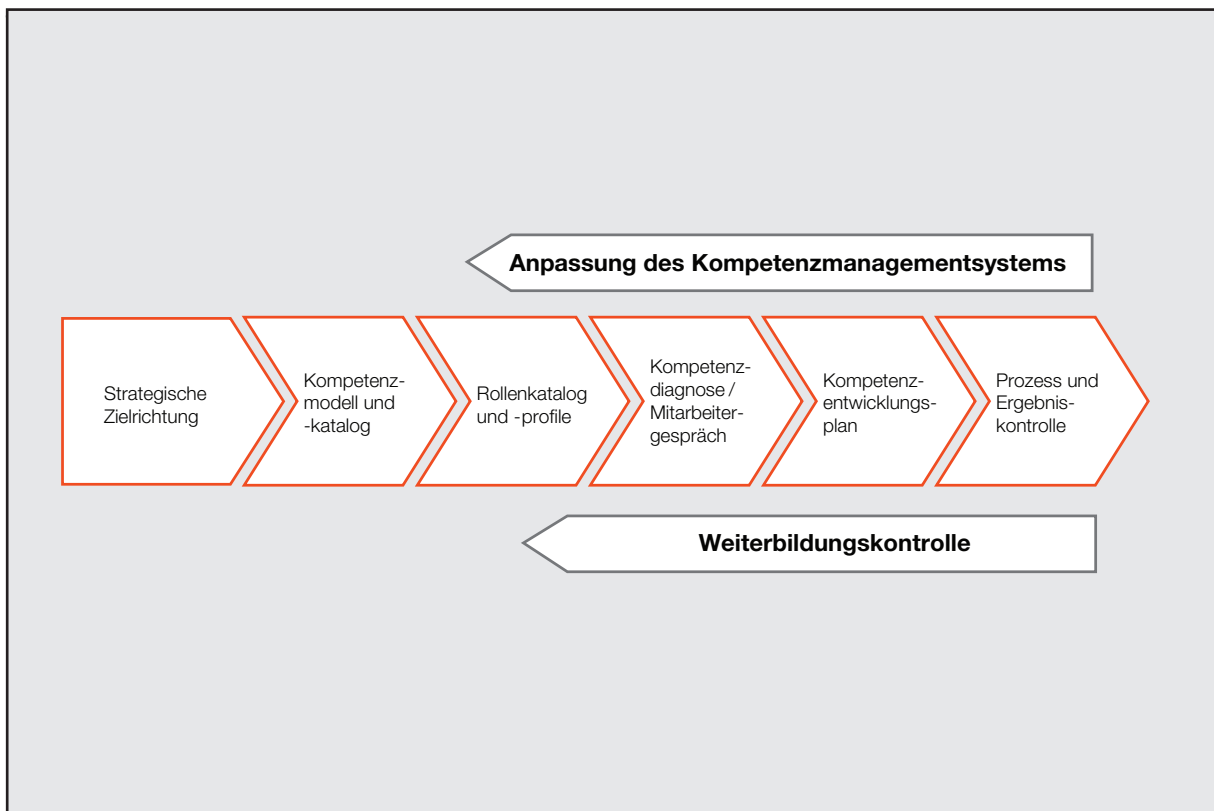 Anpassung des Kompetenzmanagementsystems
Strategische
Zielrichtung
Kompetenz-
modell und
-katalog
Rollenkatalog
und -profile
Kompetenz-
diagnose /
Mitarbeiter-
gespräch
Kompetenz-
entwicklungs-
plan
Prozess und
Ergebnis-
kontrolle
Weiterbildungskontrolle